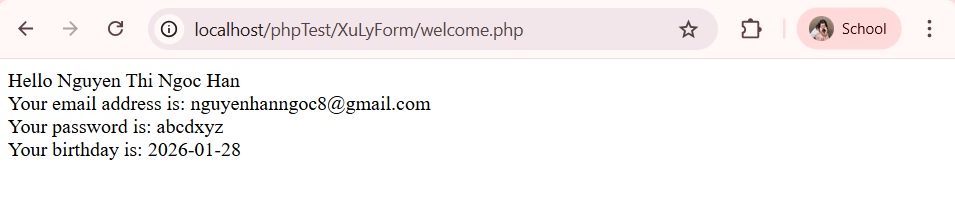 localhost/phpTest/XuLyForm/welcome.php
School
Hello Nguyen Thi Ngoc Han
Your email address is: nguyenhanngoc8@gmail.com
Your password is: abcdxyz
Your birthday is: 2026-01-28